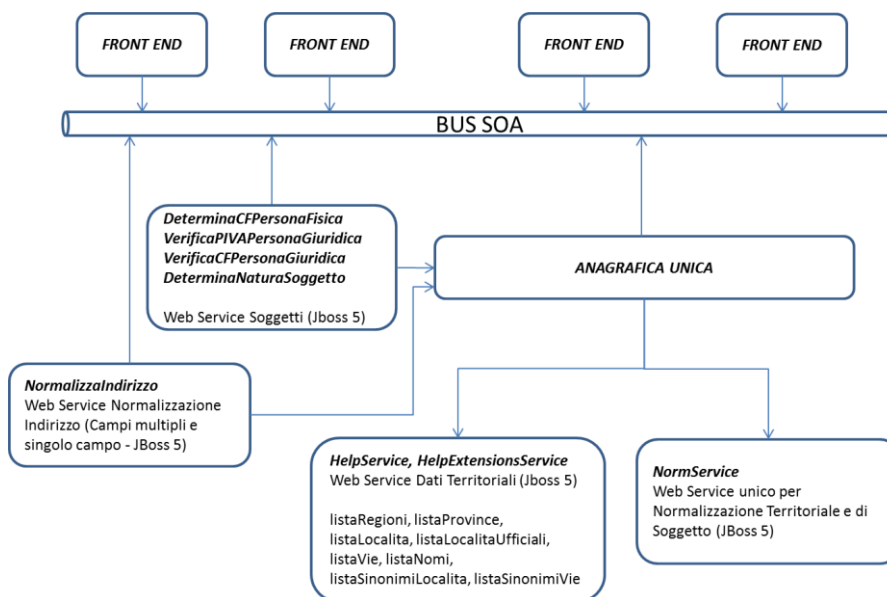 FRONT END
FRONT END
FRONT END
FRONT END
BUS SOA
DeterminaCFPersonaFisica
VerificaPIVAPersonaGiuridica
VerificaCFPersonaGiuridica
DeterminaNaturaSoggetto
Web Service Soggetti (Jboss 5)
ANAGRAFICA UNICA
NormalizzaIndirizzo
Web Service Normalizzazione
Indirizzo (Campi multipli e
singolo campo - JBoss 5)
HelpService, HelpExtensionsService
Web Service Dati Territoriali (Jboss 5)
listaRegioni, listaProvince,
listaLocalita, listaLocalitaUfficiali,
listaVie, listaNomi,
listaSinonimiLocalita, listaSinonimiVie
NormService
Web Service unico per
Normalizzazione Territoriale e di
Soggetto (JBoss 5)